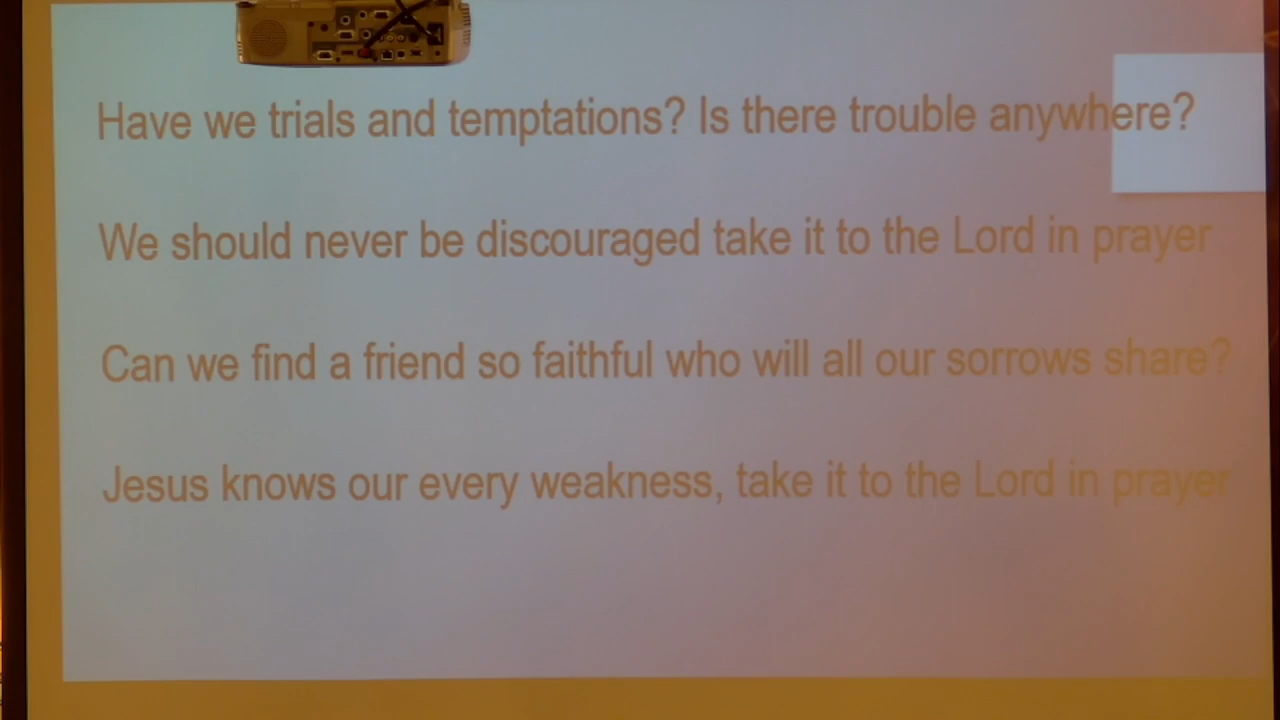 Have we trials and temptations? Is there trouble anywhere?
We should never be discouraged take it to the Lord in prayer
Can we find a friend so faithful who will all our sorrows share?
Jesus knows our every weakness, take it to the Lord in prayer